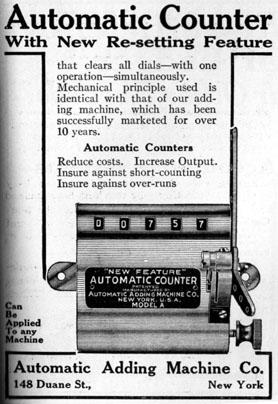 Automatic Counter
With New Re-setting Feature
that clears all dials—with one
operation—simultaneously.
Mechanical principle used is
identical with that of our add-
ing machine, which has been
successfully marketed for over
10 years.
Automatic Counters
Reduce costs. Increase Output.
Insure against short-counting
Insure against over-runs
0 0 7 5 7
"NEW FEATURE"
AUTOMATIC COUNTER
PATENTED
MANUFACTURED BY
AUTOMATIC ADDING MACHINE CO.
NEW YORK, U.S.A.
MODEL A
Can
Be
Applied
To any
Machine
Automatic Adding Machine Co.
148 Duane St., New York